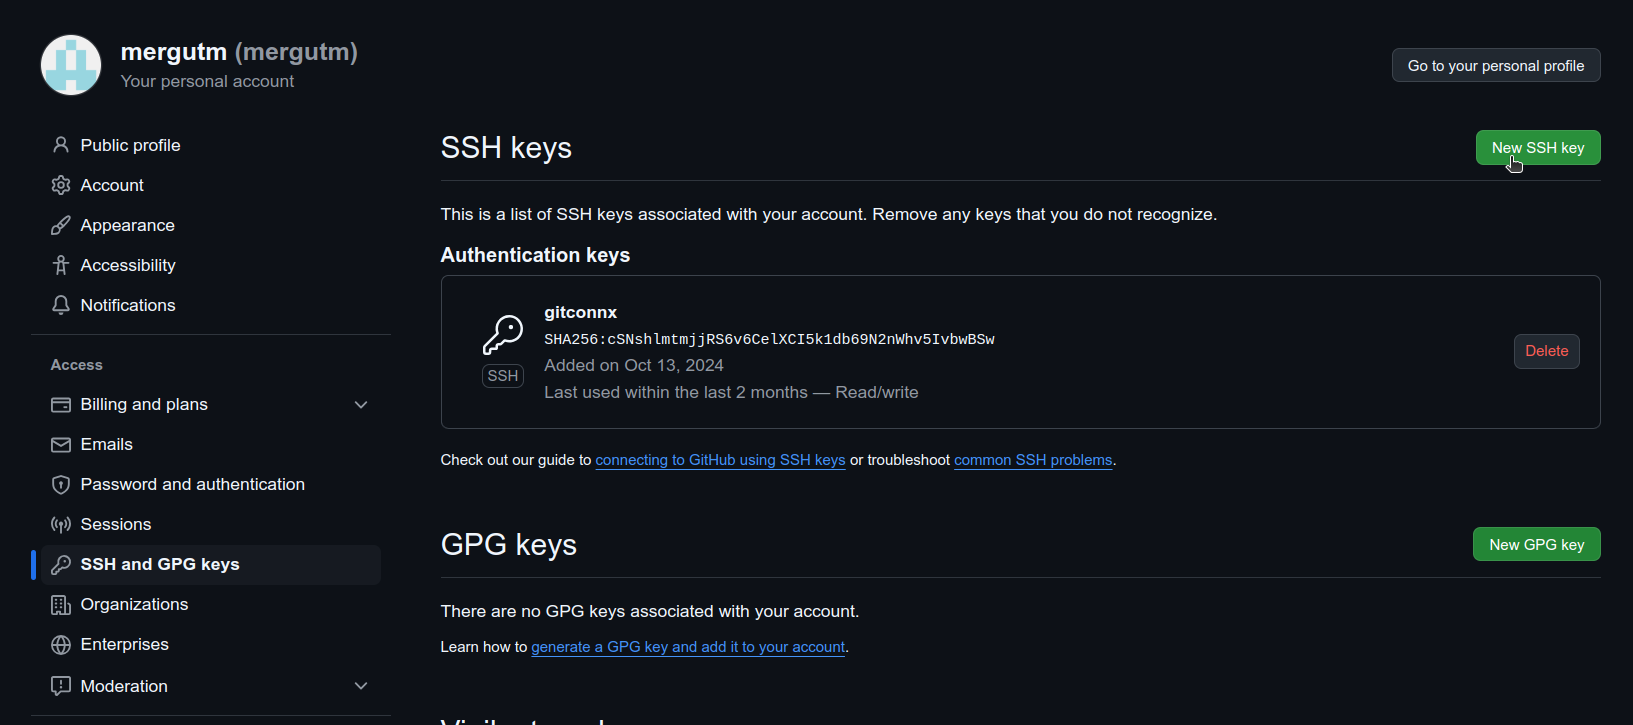 mergutm (mergutm)
Your personal account
Go to your personal profile
Public profile
Account
Appearance
Accessibility
Notifications
Access
Billing and plans
Emails
Password and authentication
Sessions
SSH and GPG keys
Organizations
Enterprises
Moderation
SSH keys
New SSH key
This is a list of SSH keys associated with your account. Remove any keys that you do not recognize.
Authentication keys
gitconnx
SHA256:cSNshlmtmjjRS6v6CelXCI5k1db69N2nWhv5IvbwBSw
Added on Oct 13, 2024
Last used within the last 2 months — Read/write
SSH
Delete
Check out our guide to connecting to GitHub using SSH keys or troubleshoot common SSH problems.
GPG keys
New GPG key
There are no GPG keys associated with your account.
Learn how to generate a GPG key and add it to your account.